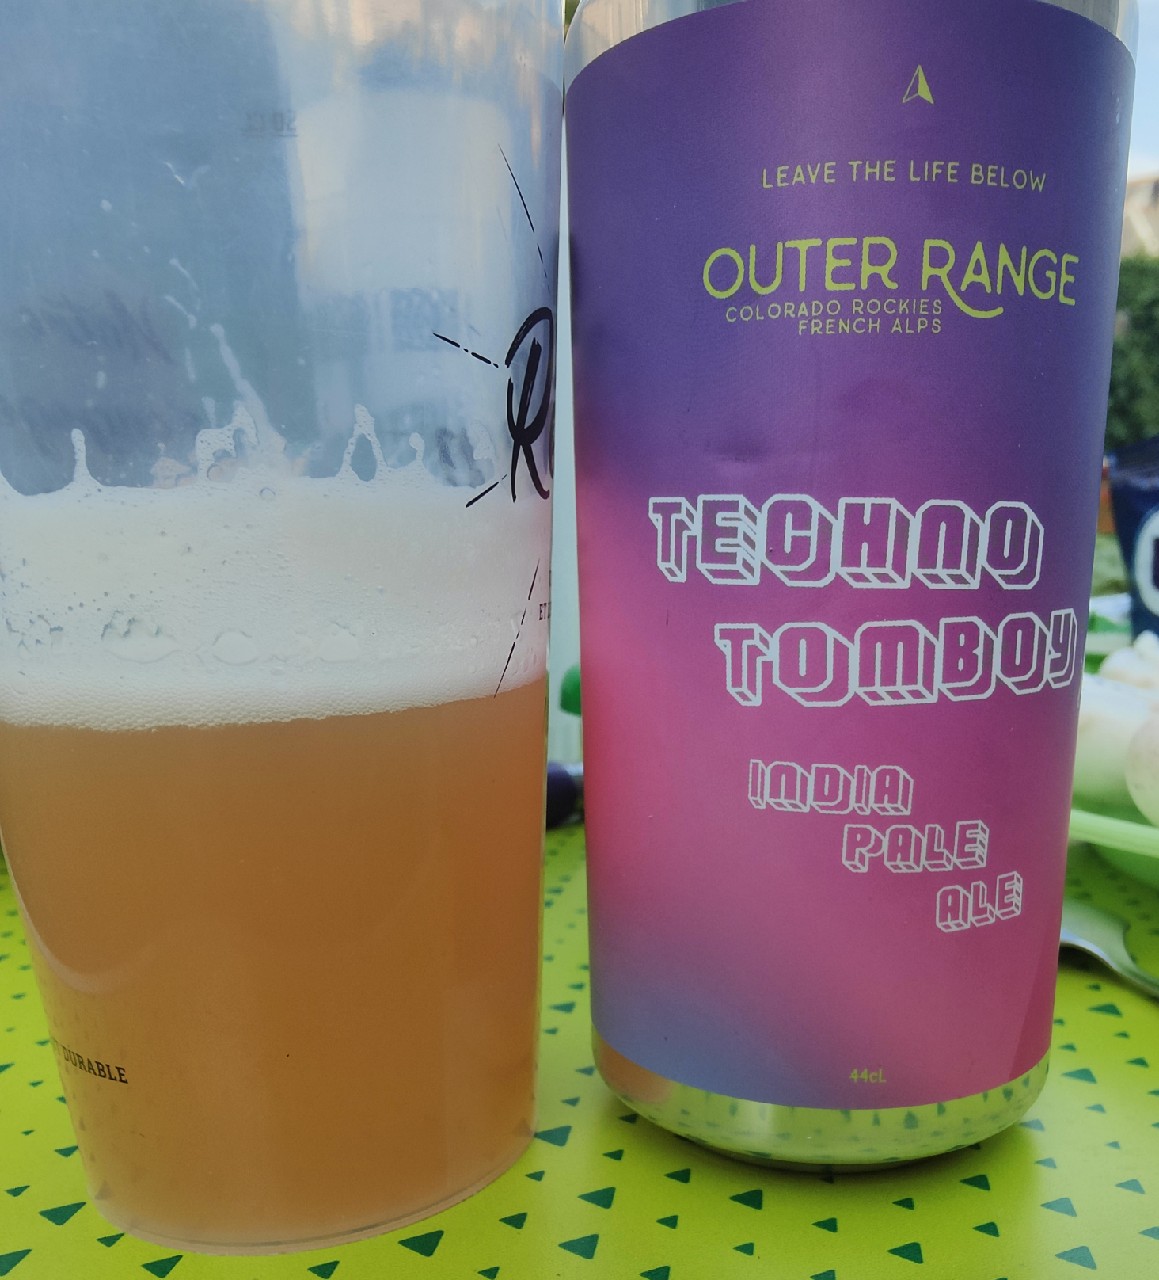 LEAVE THE LIFE BELOW
OUTER RANGE
COLORADO ROCKIES
FRENCH ALPS
TECHNO
TOMBOY
INDIA
PALE
ALE
44cL
DURABLE